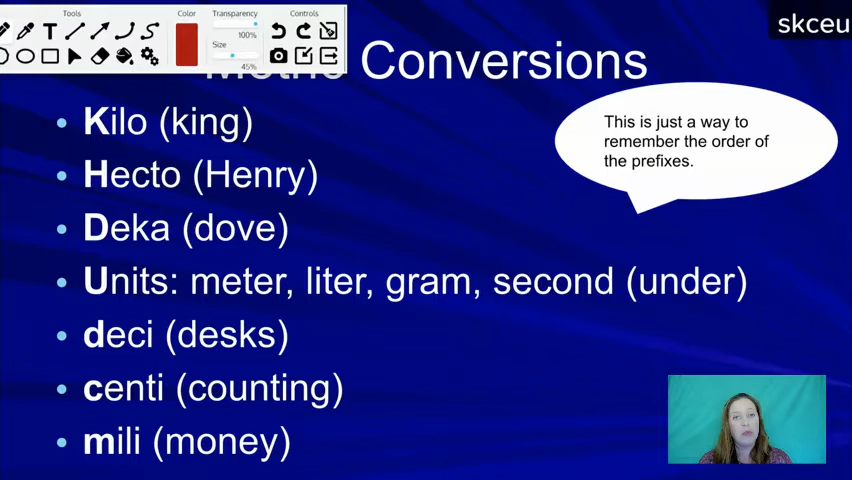 Tools
Color
Transparency
Controls
100%
Size
45%
skceu
Metric Conversions
• Kilo (king)
• Hecto (Henry)
• Deka (dove)
• Units: meter, liter, gram, second (under)
• deci (desks)
• centi (counting)
• mili (money)
This is just a way to
remember the order of
the prefixes.